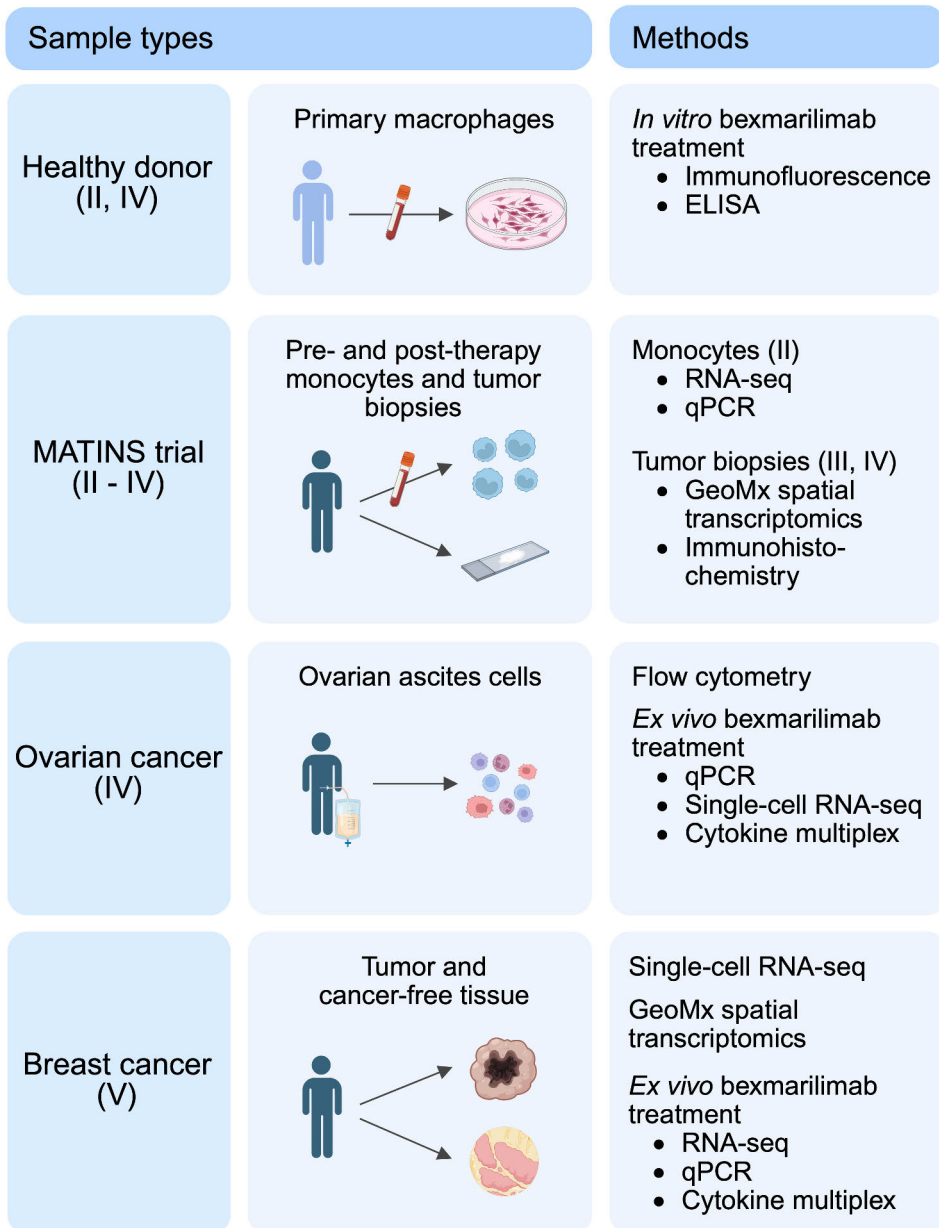 Sample types
Methods
Healthy donor
(II, IV)
Primary macrophages
In vitro bexmarilimab
treatment
• Immunofluorescence
• ELISA
MATINS trial
(II - IV)
Pre- and post-therapy
monocytes and tumor
biopsies
Monocytes (II)
• RNA-seq
• qPCR
Tumor biopsies (III, IV)
• GeoMx spatial
transcriptomics
• Immunohisto-
chemistry
Ovarian cancer
(IV)
Ovarian ascites cells
Flow cytometry
Ex vivo bexmarilimab
treatment
• qPCR
• Single-cell RNA-seq
• Cytokine multiplex
Breast cancer
(V)
Tumor and
cancer-free tissue
Single-cell RNA-seq
GeoMx spatial
transcriptomics
Ex vivo bexmarilimab
treatment
• RNA-seq
• qPCR
• Cytokine multiplex